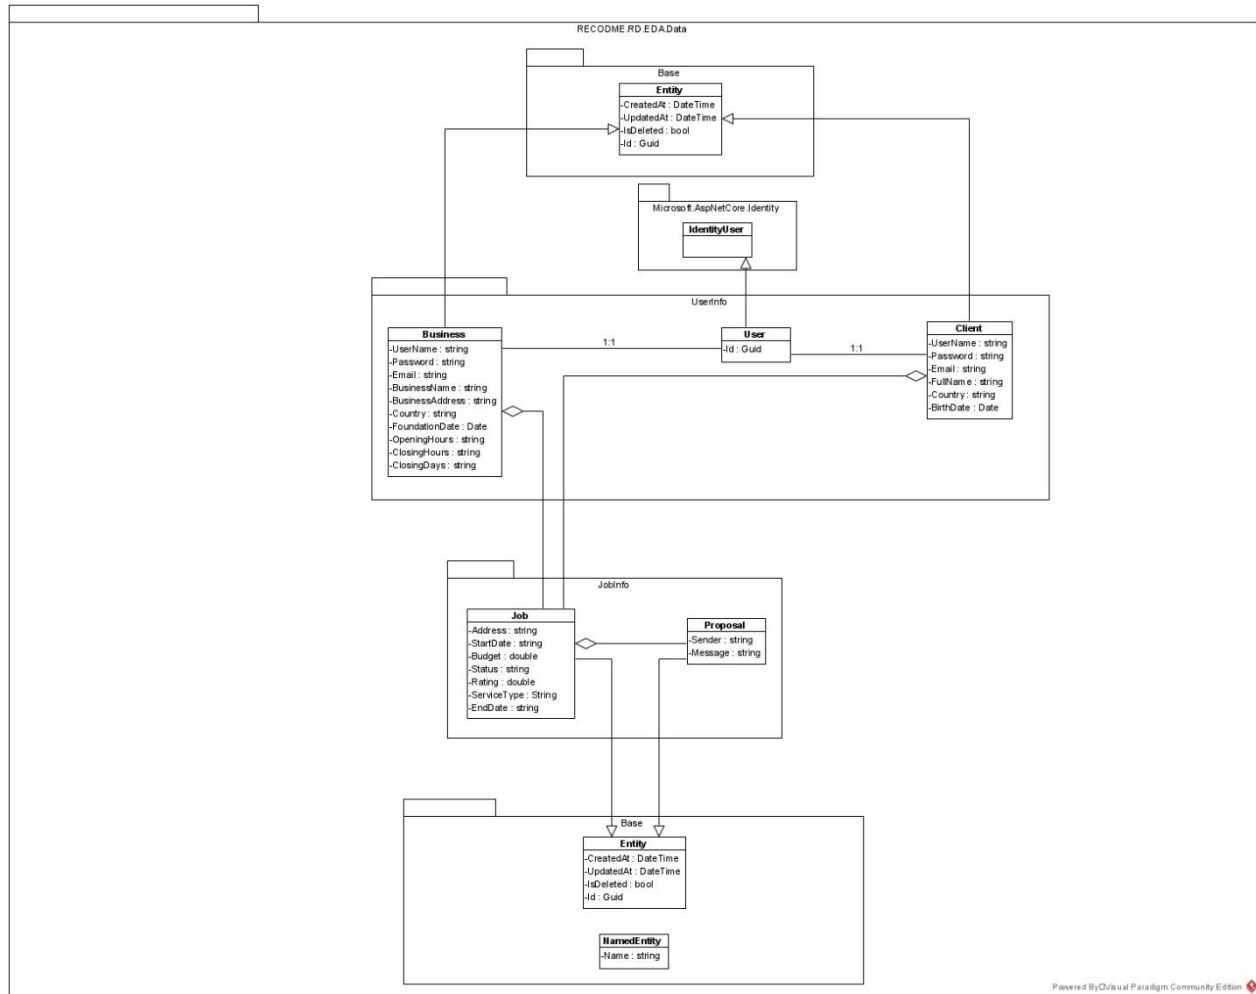 RECODME.RD.EDA.Data
Base
Entity
-CreatedAt : DateTime
-UpdatedAt : DateTime
-IsDeleted : bool
-Id : Guid
Microsoft.AspNetCore.Identity
IdentityUser
UserInfo
Business
-UserName : string
-Password : string
-Email : string
-BusinessName : string
-BusinessAddress : string
-Country : string
-FoundationDate : Date
-OpeningHours : string
-ClosingHours : string
-ClosingDays : string
1:1
User
-Id : Guid
1:1
Client
-UserName : string
-Password : string
-Email : string
-FullName : string
-Country : string
-BirthDate : Date
JobInfo
Job
-Address : string
-StartDate : string
-Budget : double
-Status : string
-Rating : double
-ServiceType : String
-EndDate : string
Proposal
-Sender : string
-Message : string
Base
Entity
-CreatedAt : DateTime
-UpdatedAt : DateTime
-IsDeleted : bool
-Id : Guid
NamedEntity
-Name : string
Powered By Visual Paradigm Community Edition